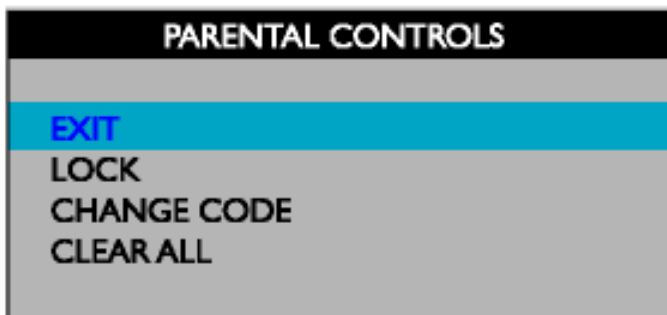 PARENTAL CONTROLS
EXIT
LOCK
CHANGE CODE
CLEAR ALL